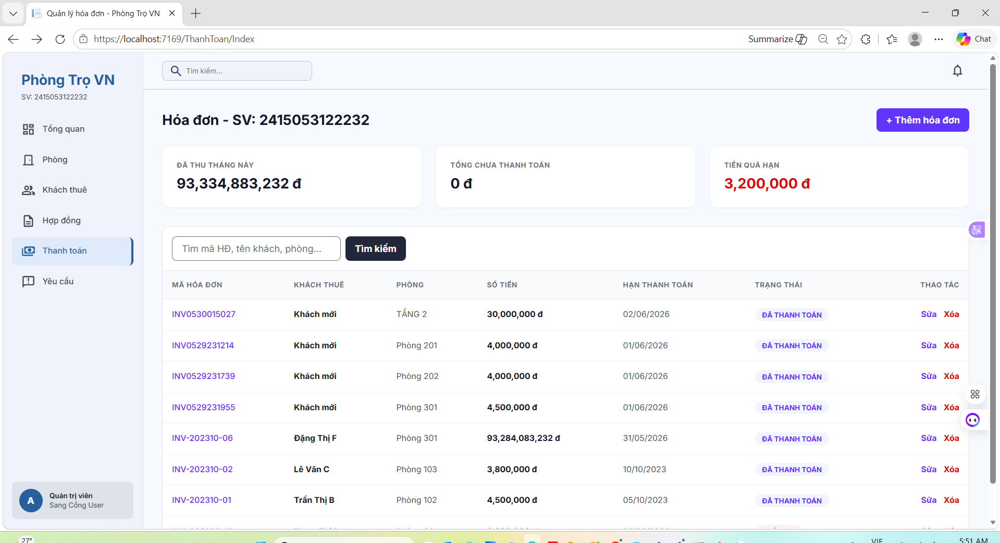 Quản lý hóa đơn - Phòng Trọ VN
https://localhost:7169/ThanhToan/Index
Summarize
Chat
Phòng Trọ VN
SV: 2415053122232
Tổng quan
Phòng
Khách thuê
Hợp đồng
Thanh toán
Yêu cầu
A
Quản trị viên
Sang Cổng User
Tìm kiếm...
Hóa đơn - SV: 2415053122232
+ Thêm hóa đơn
ĐÃ THU THÁNG NÀY
93,334,883,232 đ
TỔNG CHƯA THANH TOÁN
0 đ
TIỀN QUÁ HẠN
3,200,000 đ
Tìm mã HĐ, tên khách, phòng...
Tìm kiếm
MÃ HÓA ĐƠN KHÁCH THUÊ PHÒNG SỐ TIỀN HẠN THANH TOÁN TRẠNG THÁI THAO TÁC
INV0530015027 Khách mới TẦNG 2 30,000,000 đ 02/06/2026 ĐÃ THANH TOÁN Sửa Xóa
INV0529231214 Khách mới Phòng 201 4,000,000 đ 01/06/2026 ĐÃ THANH TOÁN Sửa Xóa
INV0529231739 Khách mới Phòng 202 4,000,000 đ 01/06/2026 ĐÃ THANH TOÁN Sửa Xóa
INV0529231955 Khách mới Phòng 301 4,500,000 đ 01/06/2026 ĐÃ THANH TOÁN Sửa Xóa
INV-202310-06 Đặng Thị F Phòng 301 93,284,083,232 đ 31/05/2026 ĐÃ THANH TOÁN Sửa Xóa
INV-202310-02 Lê Văn C Phòng 103 3,800,000 đ 10/10/2023 ĐÃ THANH TOÁN Sửa Xóa
INV-202310-01 Trần Thị B Phòng 102 4,500,000 đ 05/10/2023 ĐÃ THANH TOÁN Sửa Xóa
27°
VIE
5:51 AM